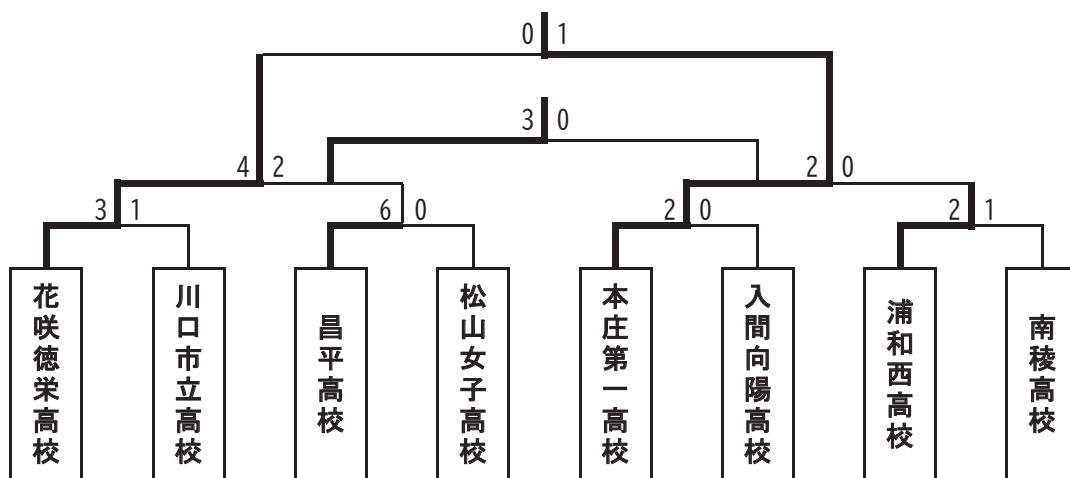 0 1
3 0
4 2
2 0
3 1
6 0
2 0
2 1
花咲徳栄高校
川口市立高校
昌平高校
松山女子高校
本庄第一高校
入間向陽高校
浦和西高校
南稜高校